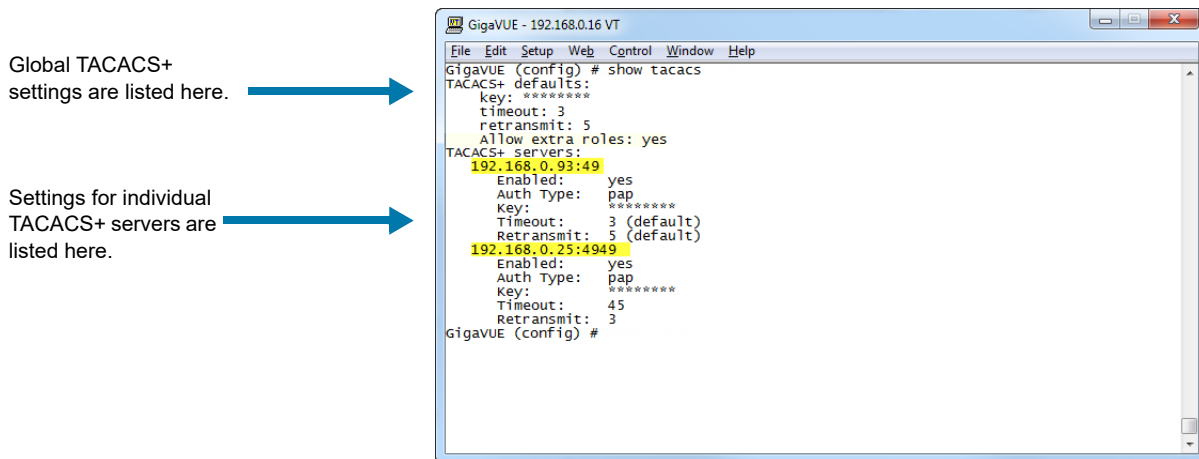 GigaVUE - 192.168.0.16 VT
File Edit Setup Web Control Window Help
Global TACACS+
settings are listed here.
GigaVUE (config) # show tacacs
TACACS+ defaults:
key: ********
timeout: 3
retransmit: 5
Allow extra roles: yes
TACACS+ servers:
192.168.0.93:49
Enabled: yes
Auth Type: pap
Key: ********
Timeout: 3 (default)
Retransmit: 5 (default)
192.168.0.25:4949
Enabled: yes
Auth Type: pap
Key: ********
Timeout: 45
Retransmit: 3
GigaVUE (config) #
Settings for individual
TACACS+ servers are
listed here.